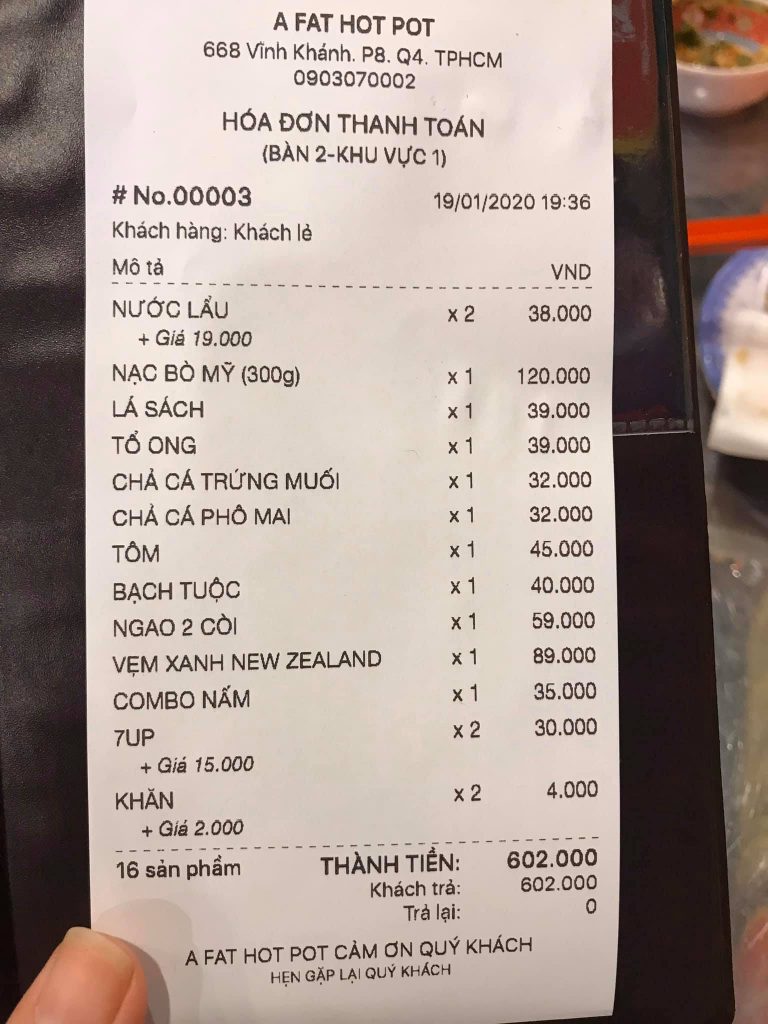 A FAT HOT POT
668 Vĩnh Khánh. P8. Q4. TPHCM
0903070002
HÓA ĐƠN THANH TOÁN
(BÀN 2-KHU VỰC 1)
# No.00003 19/01/2020 19:36
Khách hàng: Khách lẻ
Mô tả VND
NƯỚC LẨU x 2 38.000
+ Giá 19.000
NẠC BÒ MỸ (300g) x 1 120.000
LÁ SÁCH x 1 39.000
TỔ ONG x 1 39.000
CHẢ CÁ TRỨNG MUỐI x 1 32.000
CHẢ CÁ PHÔ MAI x 1 32.000
TÔM x 1 45.000
BẠCH TUỘC x 1 40.000
NGAO 2 CÒI x 1 59.000
VẸM XANH NEW ZEALAND x 1 89.000
COMBO NẤM x 1 35.000
7UP x 2 30.000
+ Giá 15.000
KHĂN x 2 4.000
+ Giá 2.000
16 sản phẩm THÀNH TIỀN: 602.000
Khách trả: 602.000
Trả lại: 0
A FAT HOT POT CẢM ƠN QUÝ KHÁCH
HẸN GẶP LẠI QUÝ KHÁCH